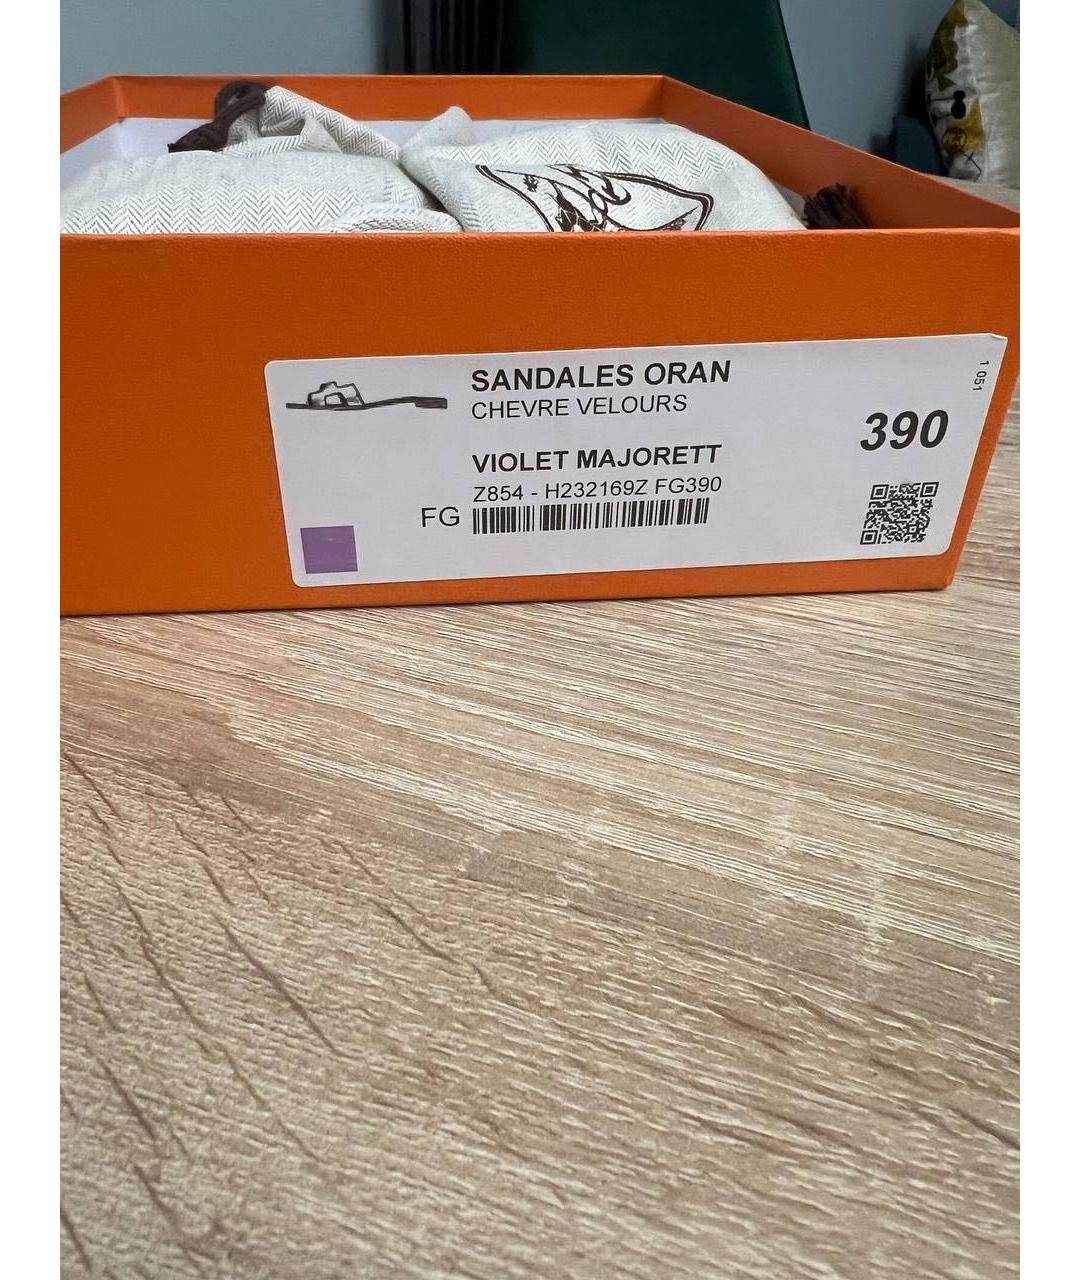 SANDALES ORAN
CHEVRE VELOURS
VIOLET MAJORETT
Z854 - H232169Z FG390
FG
390
1 051